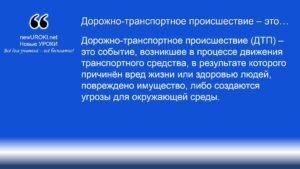 Дорожно-транспортное происшествие – это…
newUROKI.net
Новые УРОКИ
Всё для учителя – всё бесплатно!
Дорожно-транспортное происшествие (ДТП) –
это событие, возникшее в процессе движения
транспортного средства, в результате которого
причинён вред жизни или здоровью людей,
повреждено имущество, либо создаются
угрозы для окружающей среды.